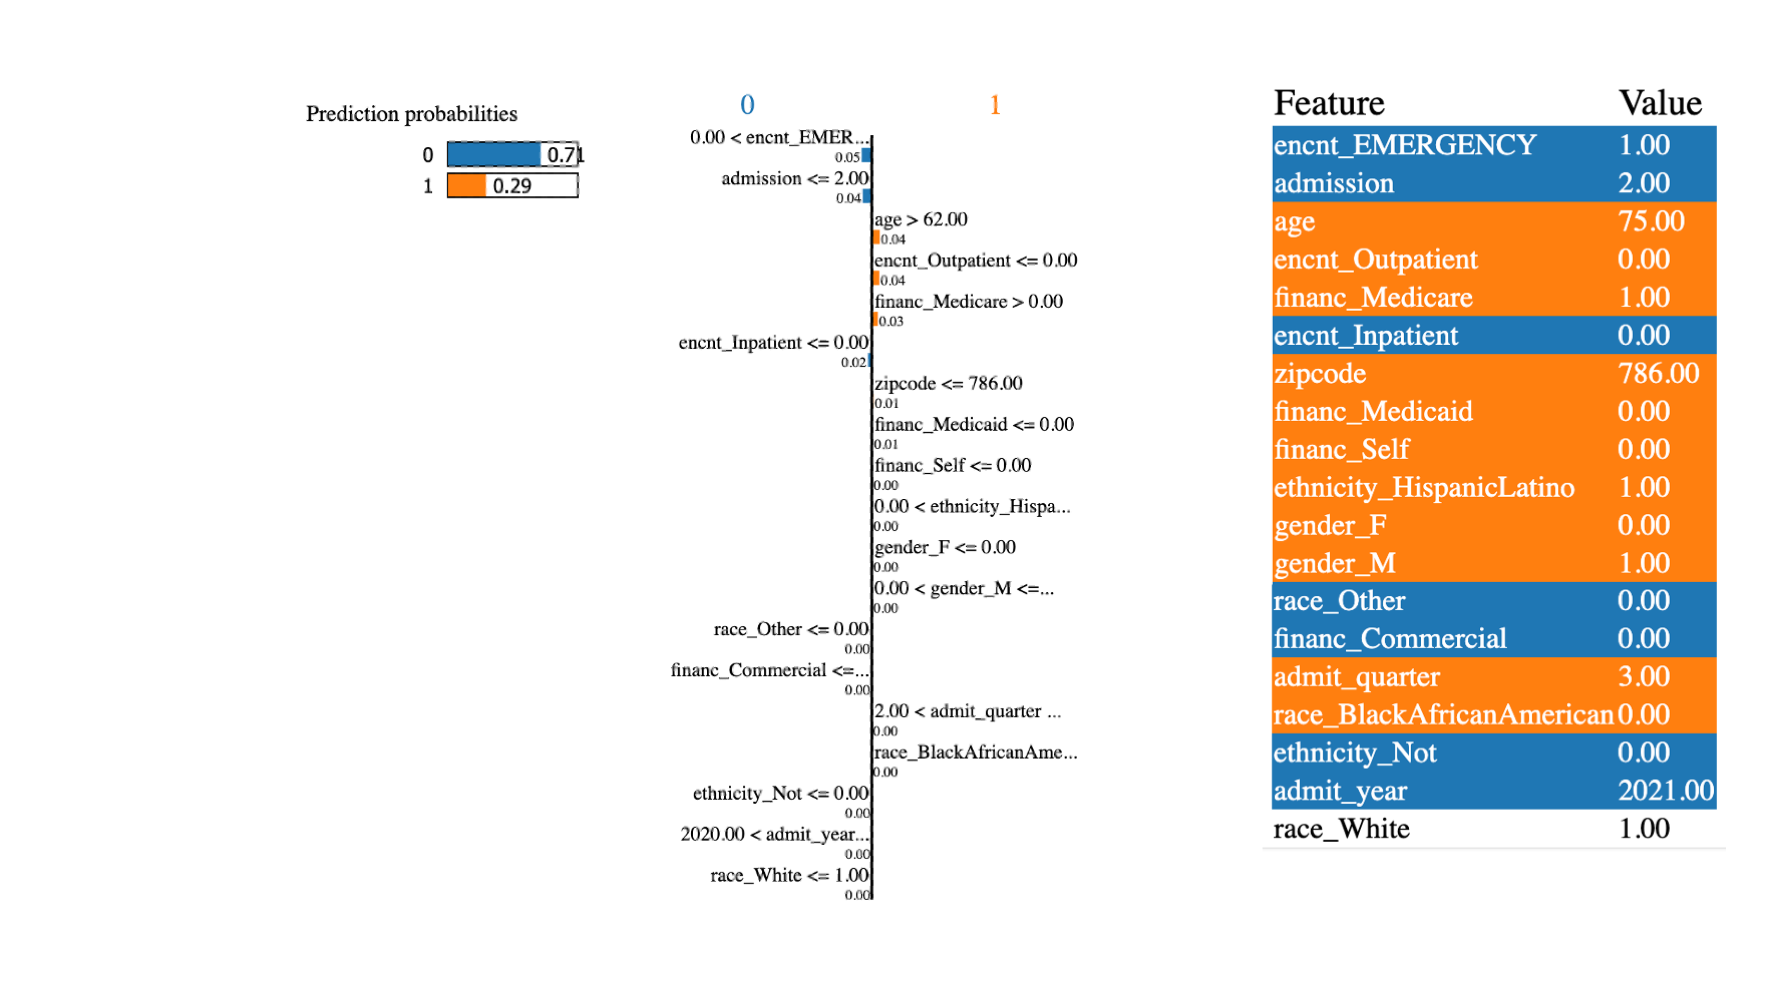 Prediction probabilities
0 0.71
1 0.29
0 1
0.00 < encnt_EMER...
0.05
admission <= 2.00
0.04
age > 62.00
0.04
encnt_Outpatient <= 0.00
0.04
financ_Medicare > 0.00
0.03
encnt_Inpatient <= 0.00
0.02
zipcode <= 786.00
0.01
financ_Medicaid <= 0.00
0.01
financ_Self <= 0.00
0.00
0.00 < ethnicity_Hispa...
0.00
gender_F <= 0.00
0.00
0.00 < gender_M <=...
0.00
race_Other <= 0.00
0.00
financ_Commercial <=...
0.00
2.00 < admit_quarter ...
0.00
race_BlackAfricanAme...
0.00
ethnicity_Not <= 0.00
0.00
2020.00 < admit_year...
0.00
race_White <= 1.00
0.00
Feature Value
encnt_EMERGENCY 1.00
admission 2.00
age 75.00
encnt_Outpatient 0.00
financ_Medicare 1.00
encnt_Inpatient 0.00
zipcode 786.00
financ_Medicaid 0.00
financ_Self 0.00
ethnicity_HispanicLatino 1.00
gender_F 0.00
gender_M 1.00
race_Other 0.00
financ_Commercial 0.00
admit_quarter 3.00
race_BlackAfricanAmerican 0.00
ethnicity_Not 0.00
admit_year 2021.00
race_White 1.00